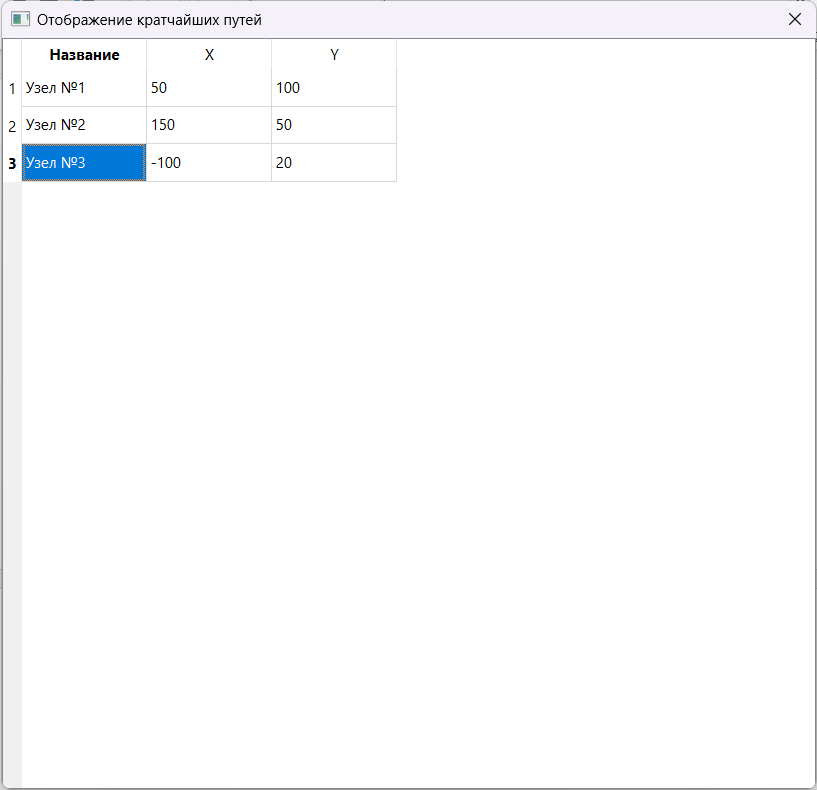 Отображение кратчайших путей
Название X Y
1 Узел №1 50 100
2 Узел №2 150 50
3 Узел №3 -100 20